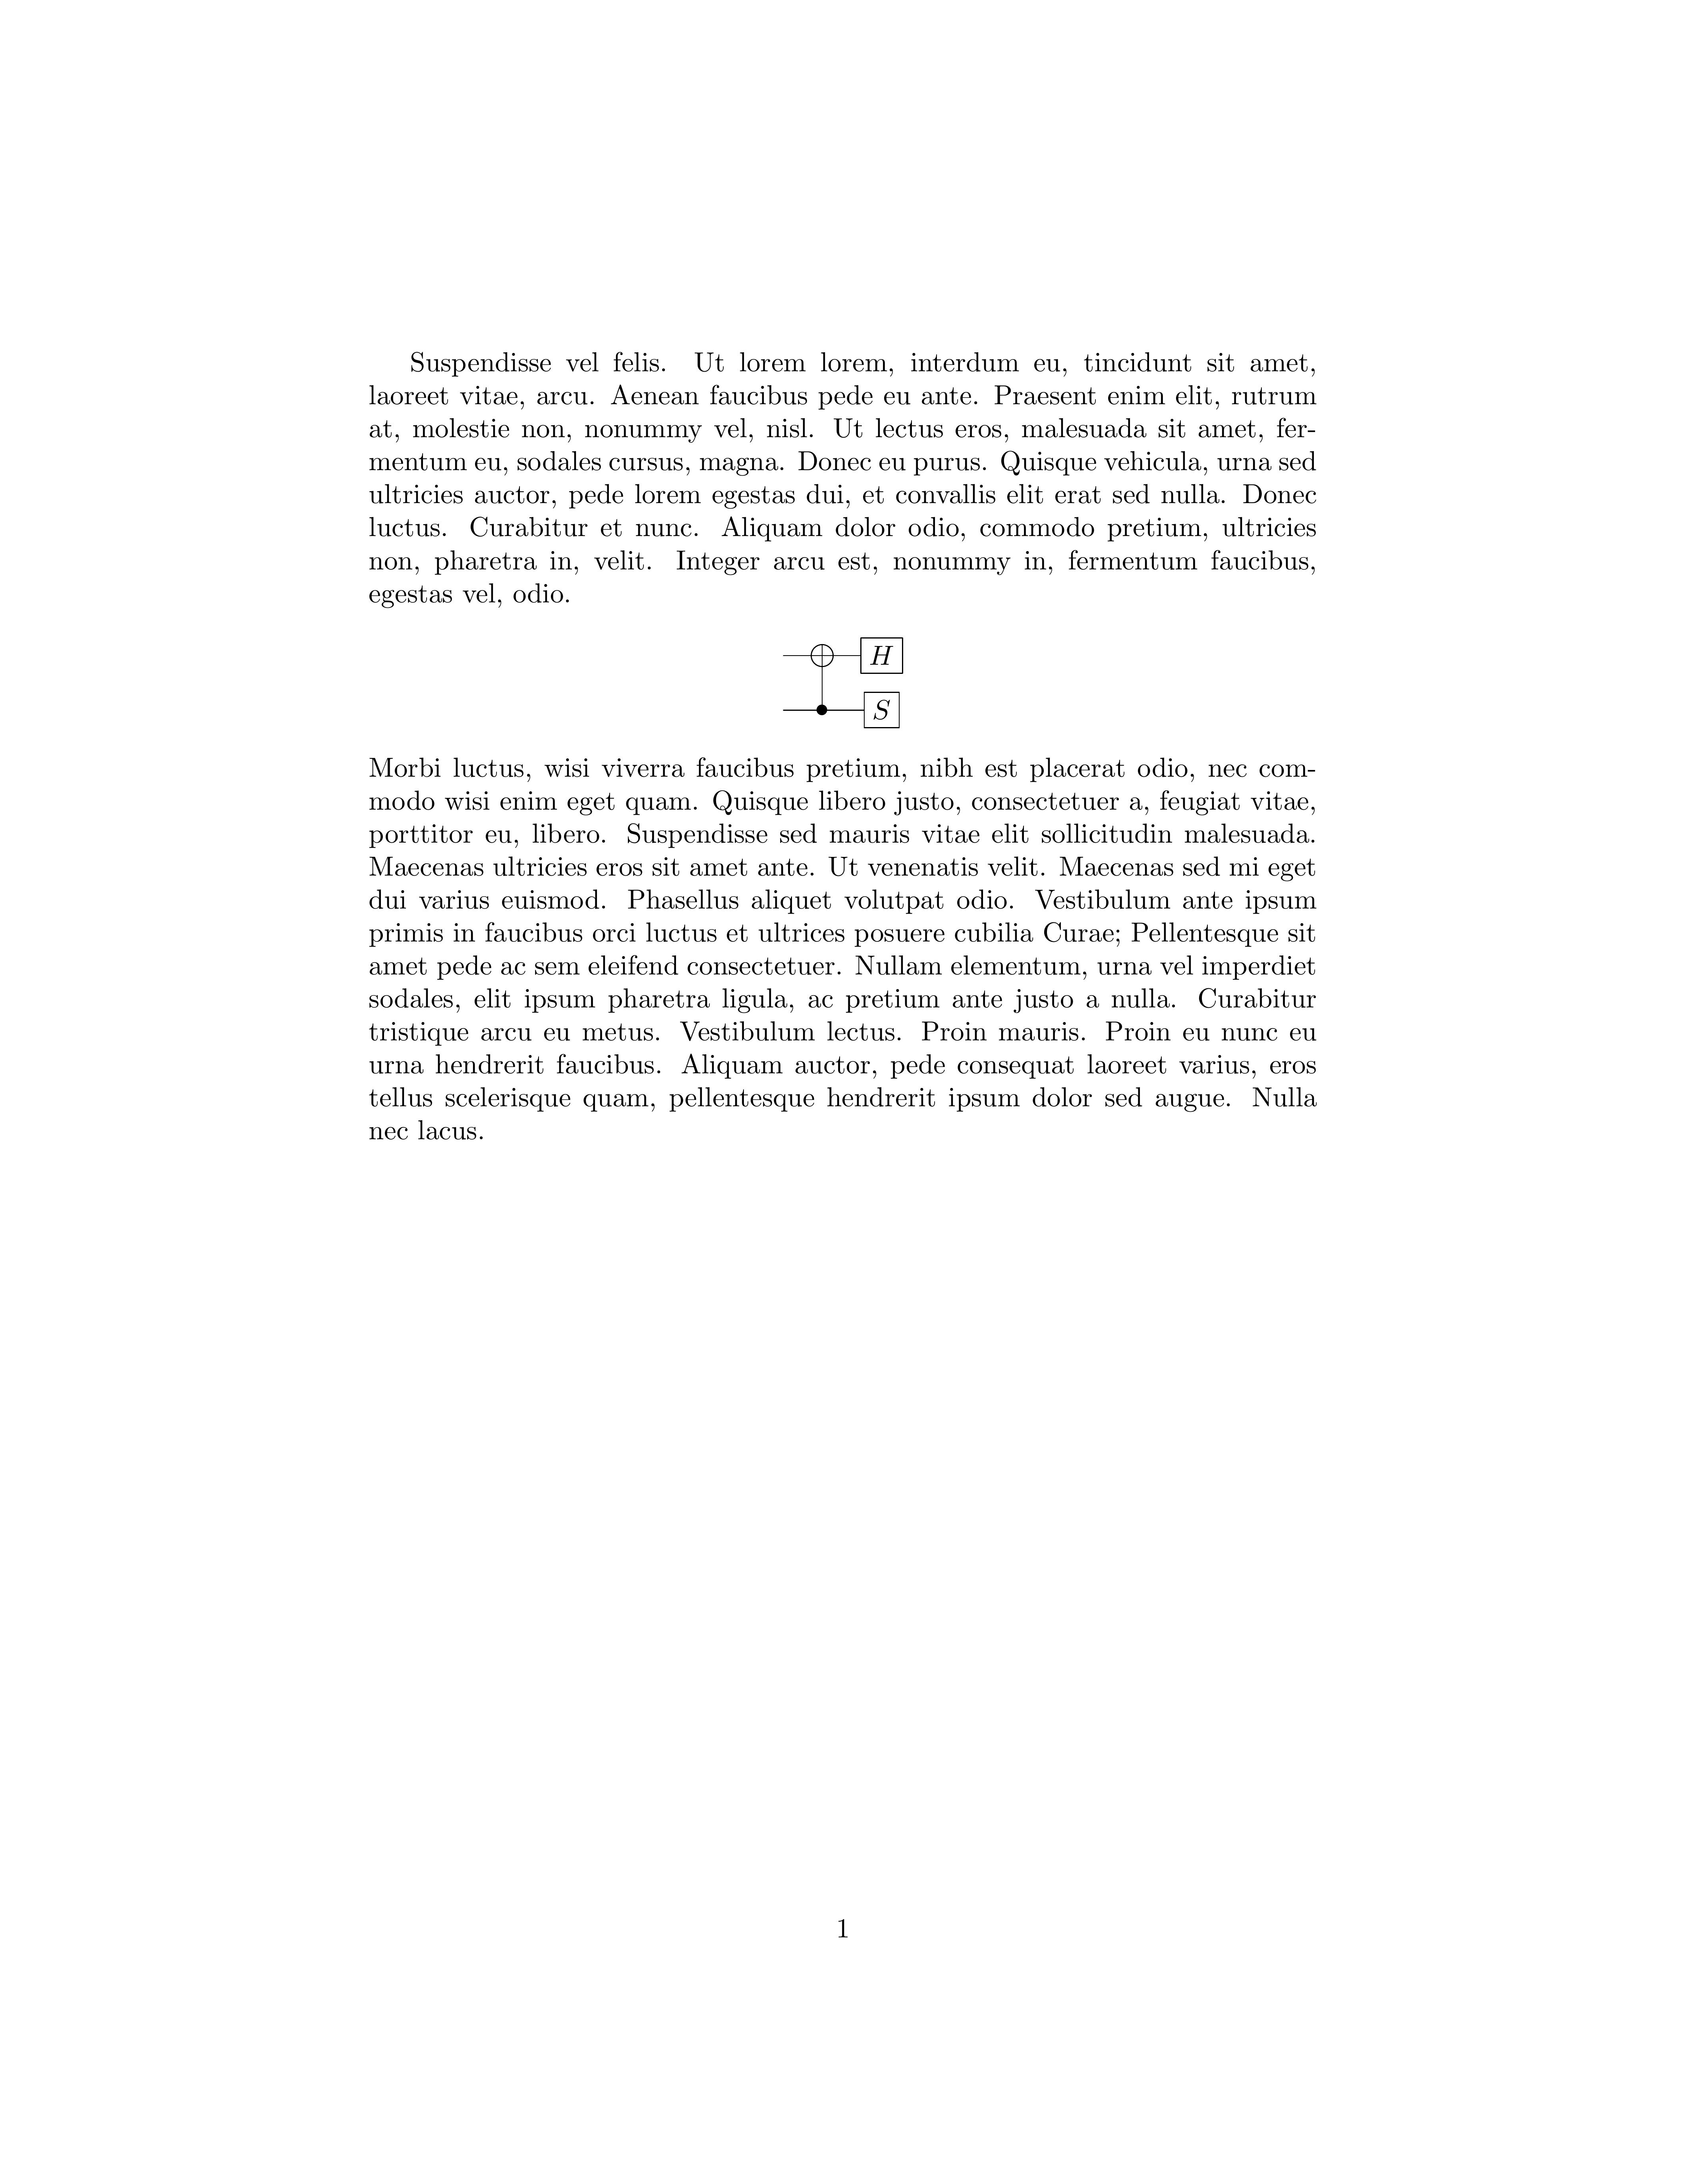 Suspendisse vel felis. Ut lorem lorem, interdum eu, tincidunt sit amet,
laoreet vitae, arcu. Aenean faucibus pede eu ante. Praesent enim elit, rutrum
at, molestie non, nonummy vel, nisl. Ut lectus eros, malesuada sit amet, fer-
mentum eu, sodales cursus, magna. Donec eu purus. Quisque vehicula, urna sed
ultricies auctor, pede lorem egestas dui, et convallis elit erat sed nulla. Donec
luctus. Curabitur et nunc. Aliquam dolor odio, commodo pretium, ultricies
non, pharetra in, velit. Integer arcu est, nonummy in, fermentum faucibus,
egestas vel, odio.
H
S
Morbi luctus, wisi viverra faucibus pretium, nibh est placerat odio, nec com-
modo wisi enim eget quam. Quisque libero justo, consectetuer a, feugiat vitae,
porttitor eu, libero. Suspendisse sed mauris vitae elit sollicitudin malesuada.
Maecenas ultricies eros sit amet ante. Ut venenatis velit. Maecenas sed mi eget
dui varius euismod. Phasellus aliquet volutpat odio. Vestibulum ante ipsum
primis in faucibus orci luctus et ultrices posuere cubilia Curae; Pellentesque sit
amet pede ac sem eleifend consectetuer. Nullam elementum, urna vel imperdiet
sodales, elit ipsum pharetra ligula, ac pretium ante justo a nulla. Curabitur
tristique arcu eu metus. Vestibulum lectus. Proin mauris. Proin eu nunc eu
urna hendrerit faucibus. Aliquam auctor, pede consequat laoreet varius, eros
tellus scelerisque quam, pellentesque hendrerit ipsum dolor sed augue. Nulla
nec lacus.
1